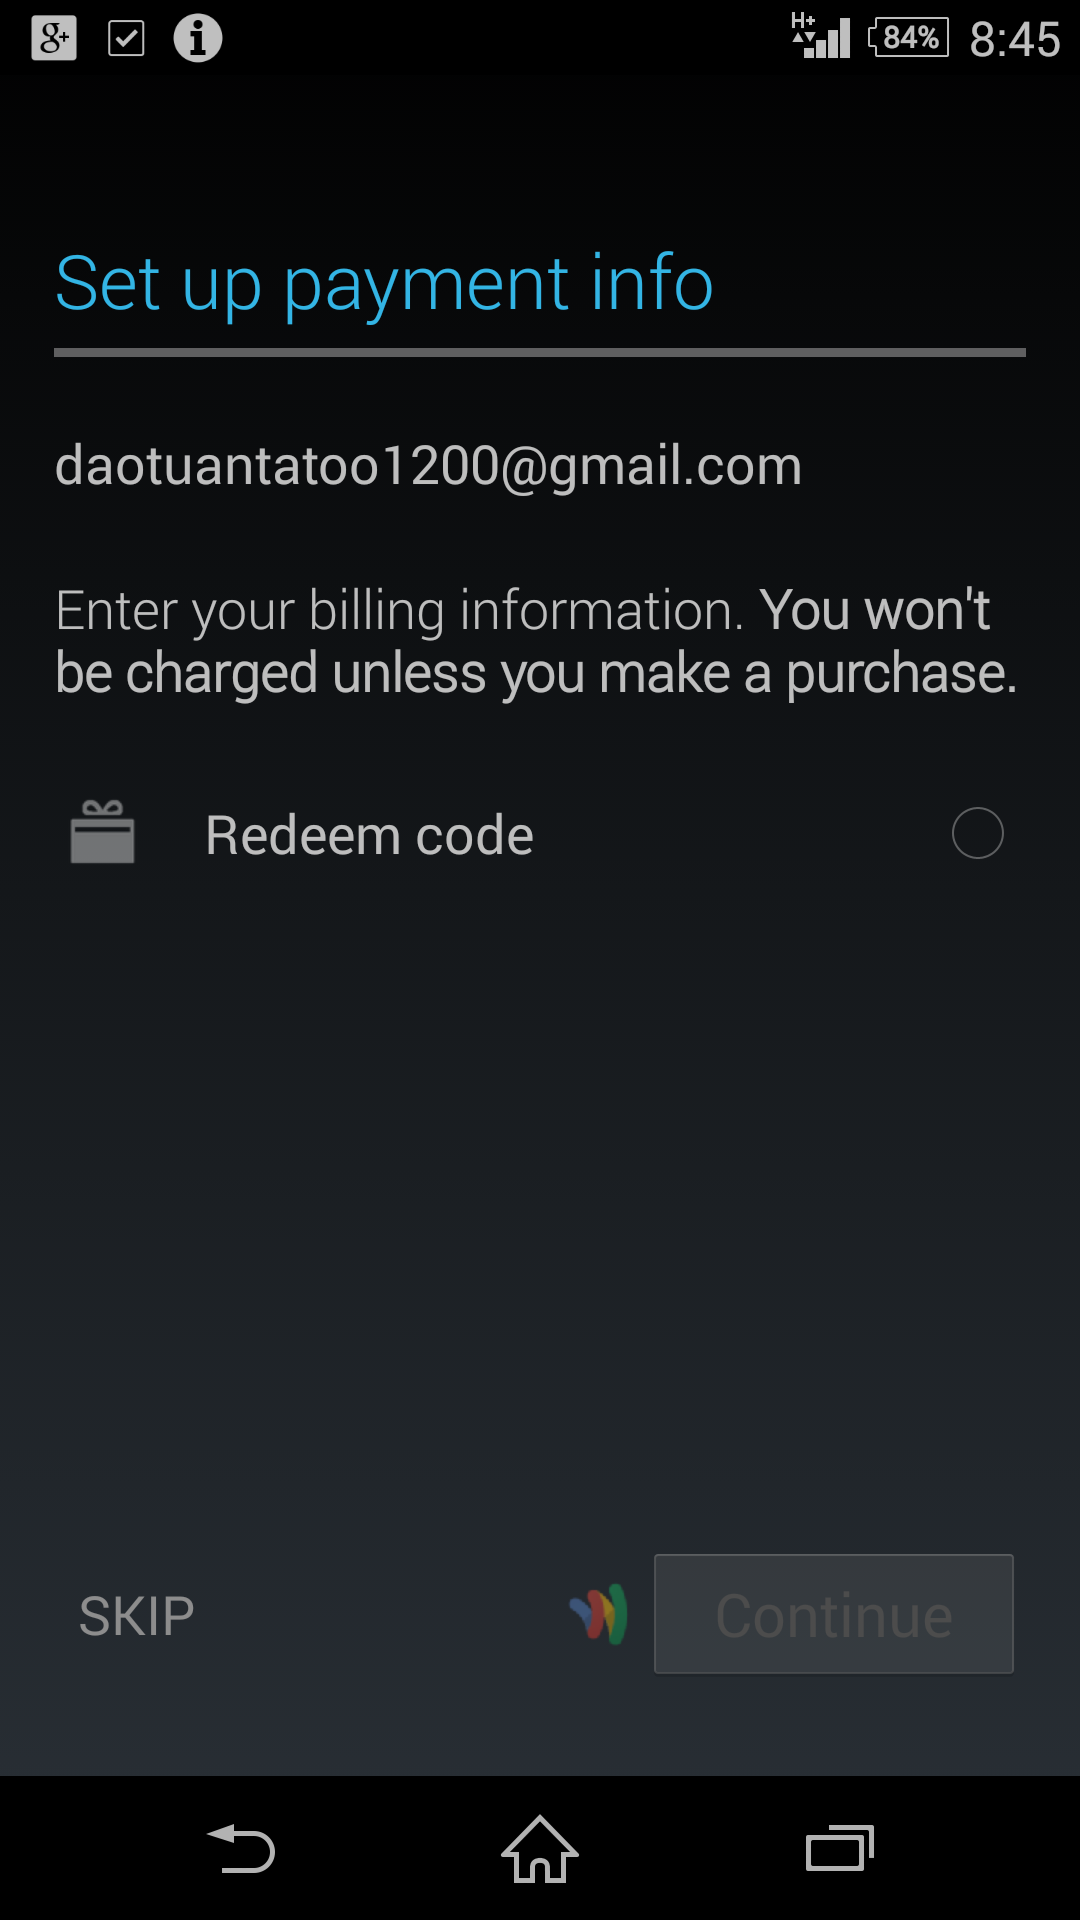 g+ H+ 84% 8:45
Set up payment info
daotuantatoo1200@gmail.com
Enter your billing information. You won't
be charged unless you make a purchase.
Redeem code
SKIP Continue